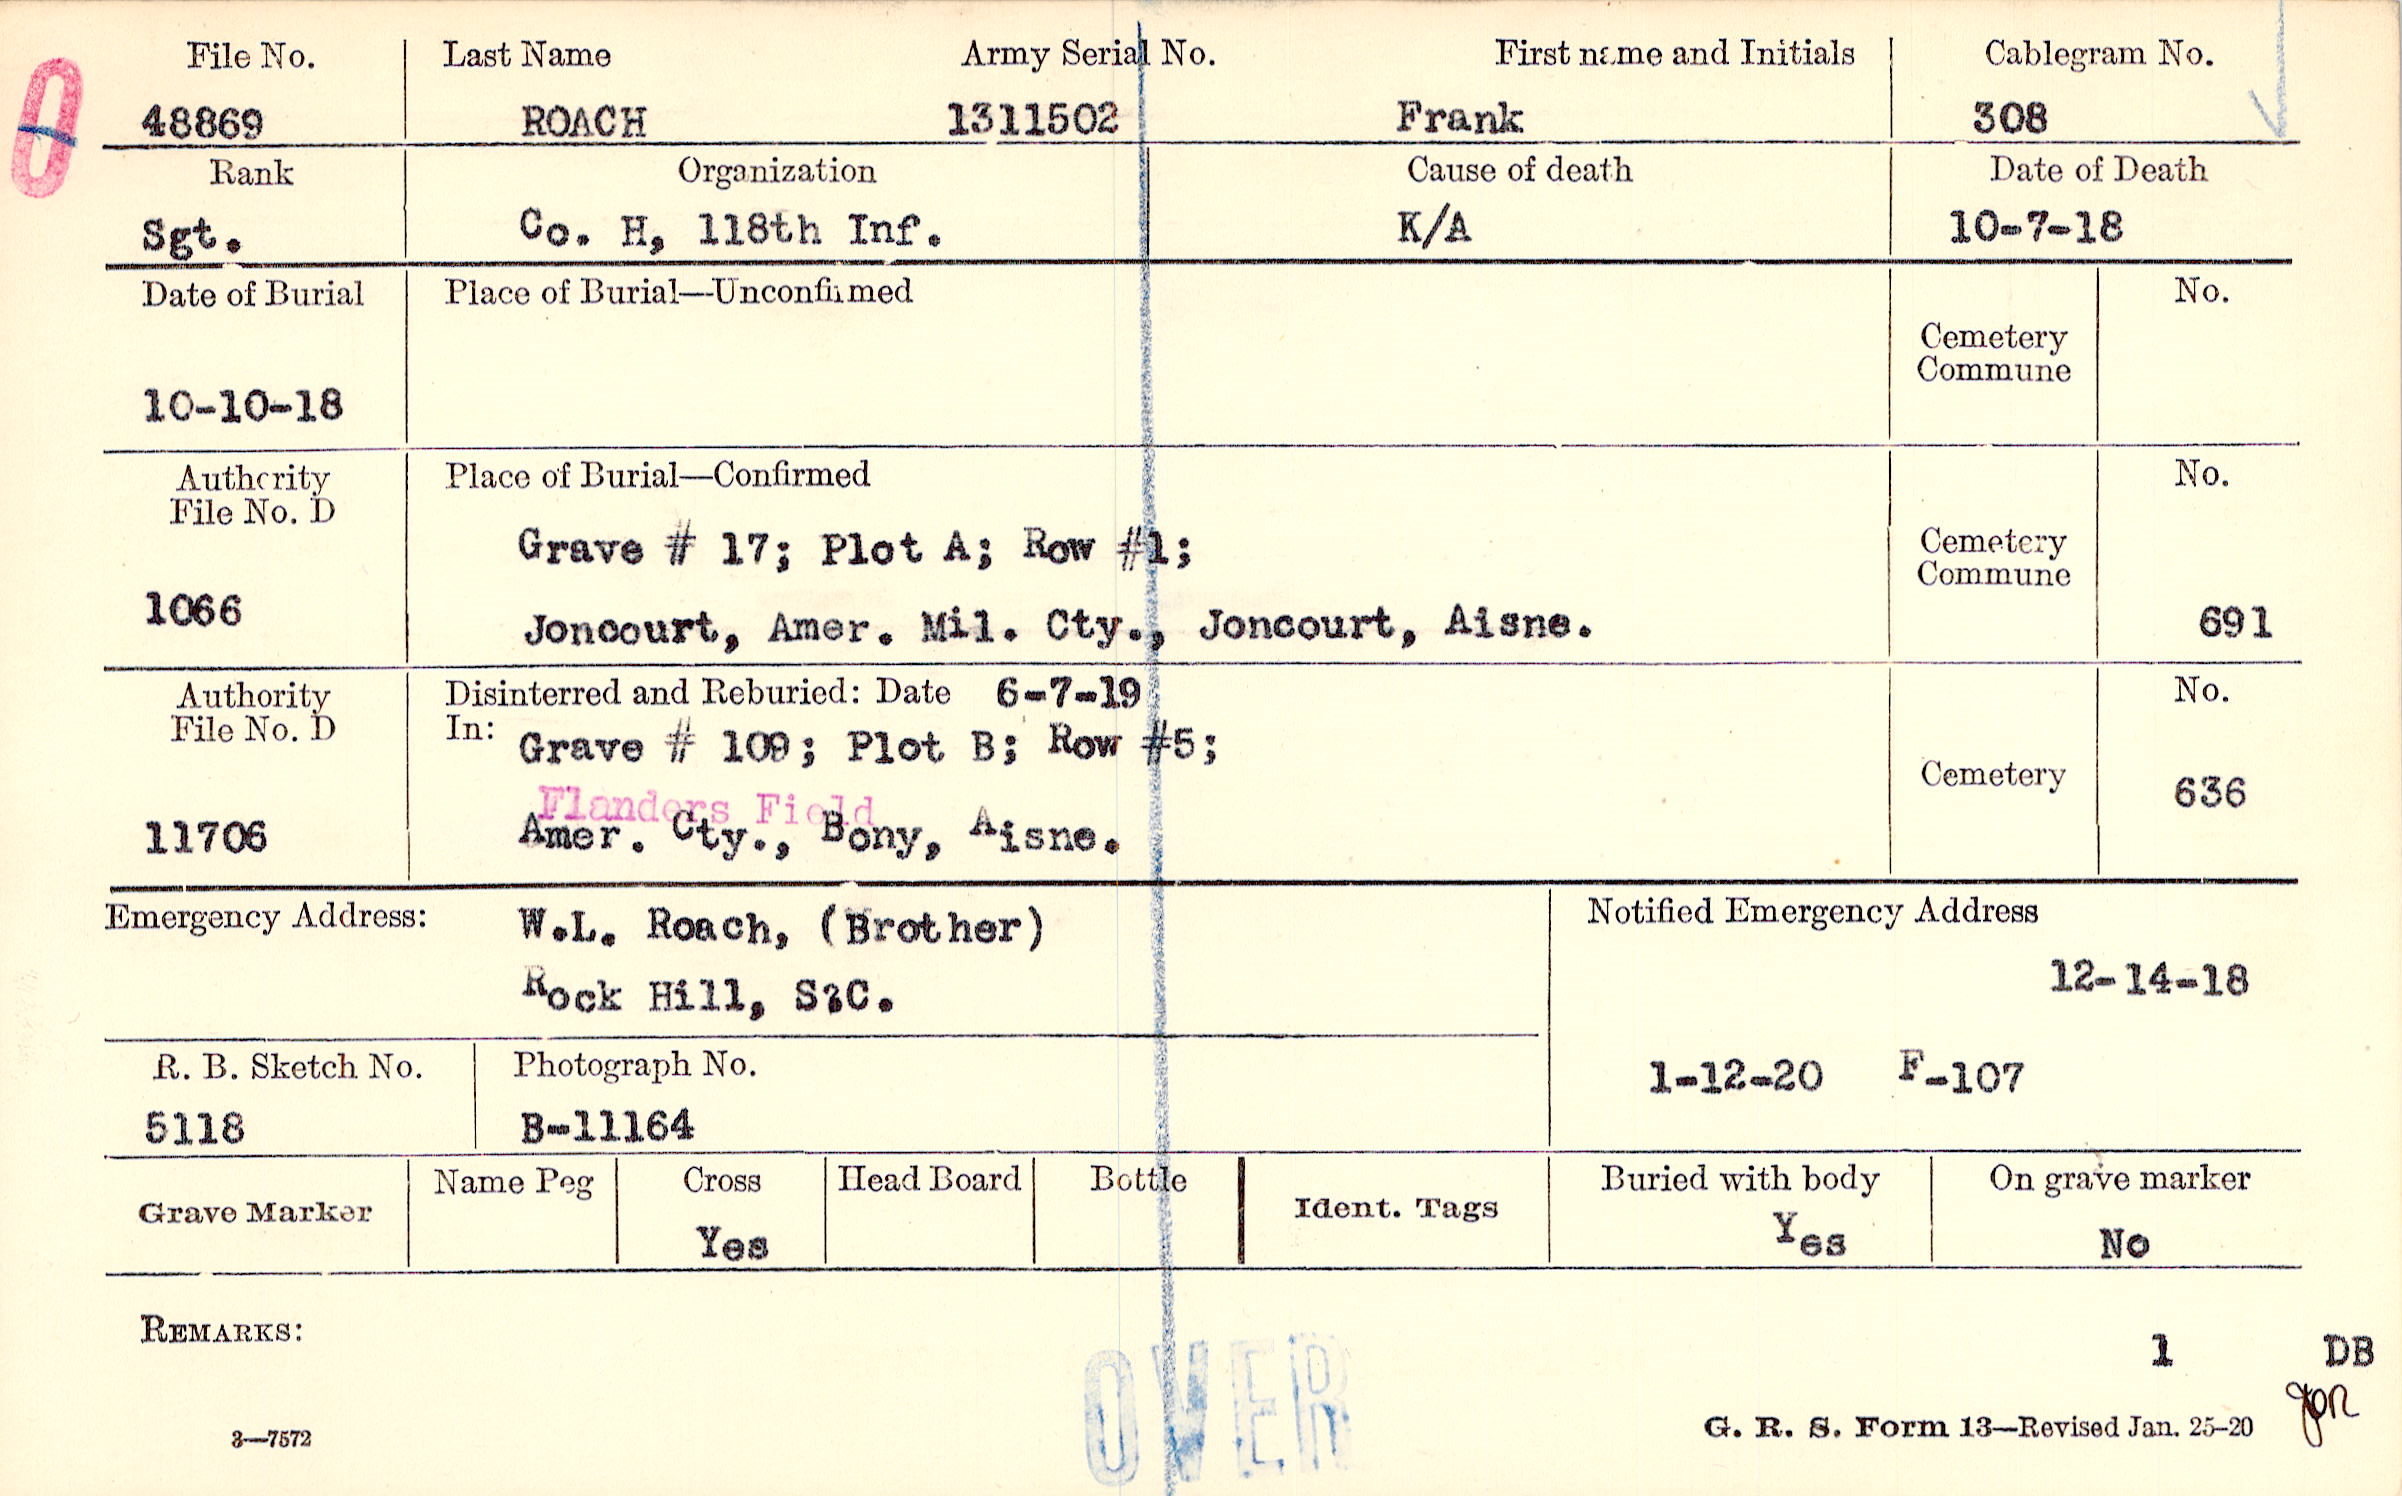 File No. Last Name Army Serial No. First name and Initials Cablegram No.
48869 ROACH 1311502 Frank 308
Rank Organization Cause of death Date of Death
Sgt. Co. H, 118th Inf. K/A 10-7-18
Date of Burial Place of Burial—Unconfirmed No.
Cemetery
Commune
10-10-18
Authority Place of Burial—Confirmed No.
File No. D
Grave # 17; Plot A; Row #1; Cemetery
Commune
1066 Joncourt, Amer. Mil. Cty., Joncourt, Aisne. 691
Authority Disinterred and Reburied: Date 6-7-19 No.
File No. D In: Grave # 109; Plot B; Row #5;
Cemetery 636
Flanders Field
11706 Amer. Cty., Bony, Aisne.
Emergency Address: W.L. Roach, (Brother) Notified Emergency Address
Rock Hill, S.C. 12-14-18
R. B. Sketch No. Photograph No. 1-12-20 F-107
5118 B-11164
Grave Marker Name Peg Cross Head Board Bottle Ident. Tags Buried with body On grave marker
Yes Yes No
REMARKS:
1 DB
OVER
3—7572 G. R. S. Form 13—Revised Jan. 25-20